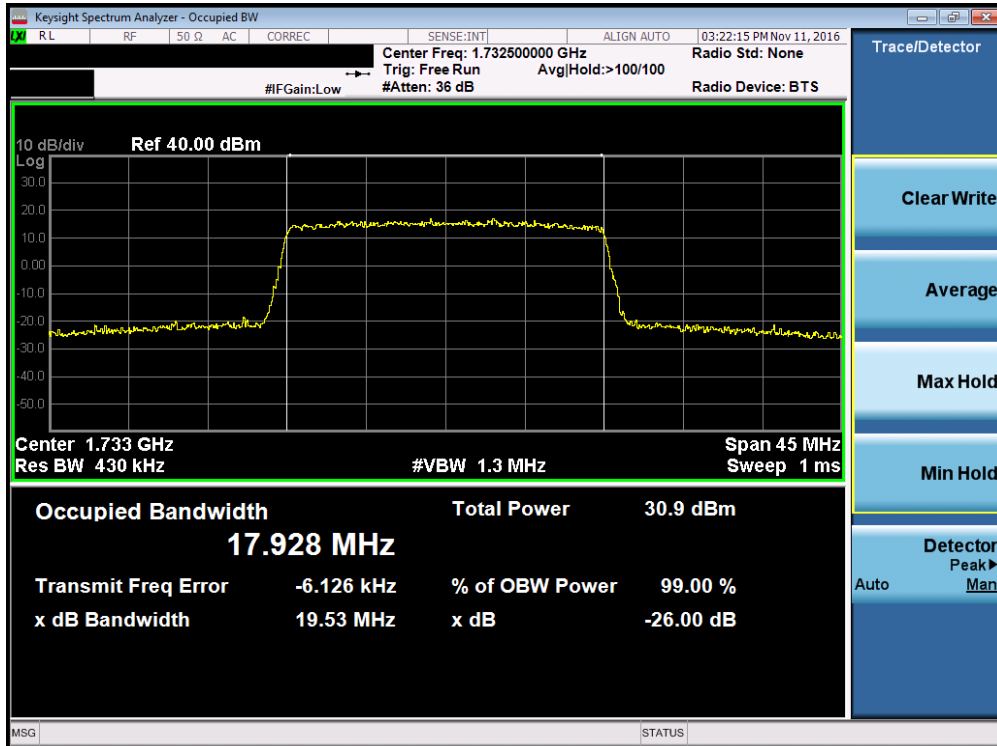 Keysight Spectrum Analyzer - Occupied BW
LXI RL RF 50 Ω AC CORREC SENSE:INT ALIGN AUTO 03:22:15 PM Nov 11, 2016
Center Freq: 1.732500000 GHz Radio Std: None
Trig: Free Run Avg|Hold:>100/100
#IFGain:Low #Atten: 36 dB Radio Device: BTS
Trace/Detector
10 dB/div Ref 40.00 dBm
Log
30.0
20.0
10.0
0.00
-10.0
-20.0
-30.0
-40.0
-50.0
Center 1.733 GHz Span 45 MHz
Res BW 430 kHz #VBW 1.3 MHz Sweep 1 ms
Occupied Bandwidth Total Power 30.9 dBm
17.928 MHz
Transmit Freq Error -6.126 kHz % of OBW Power 99.00 %
x dB Bandwidth 19.53 MHz x dB -26.00 dB
Clear Write
Average
Max Hold
Min Hold
Detector
Peak▶
Auto Man
MSG STATUS